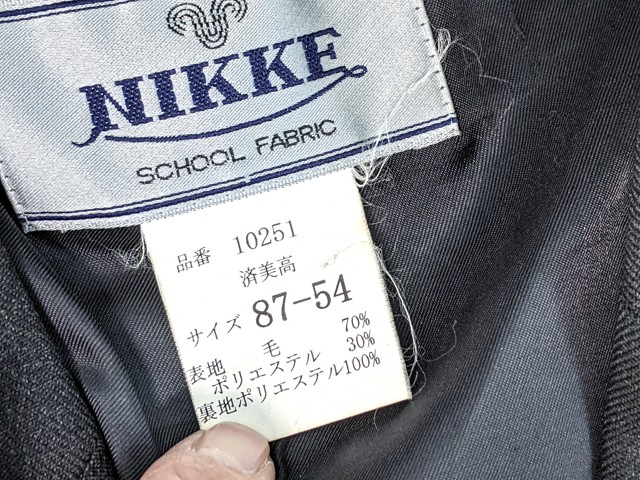 NIKKE
SCHOOL FABRIC
品番 10251
済美高
サイズ 87-54
表地 毛 70%
ポリエステル 30%
裏地ポリエステル100%